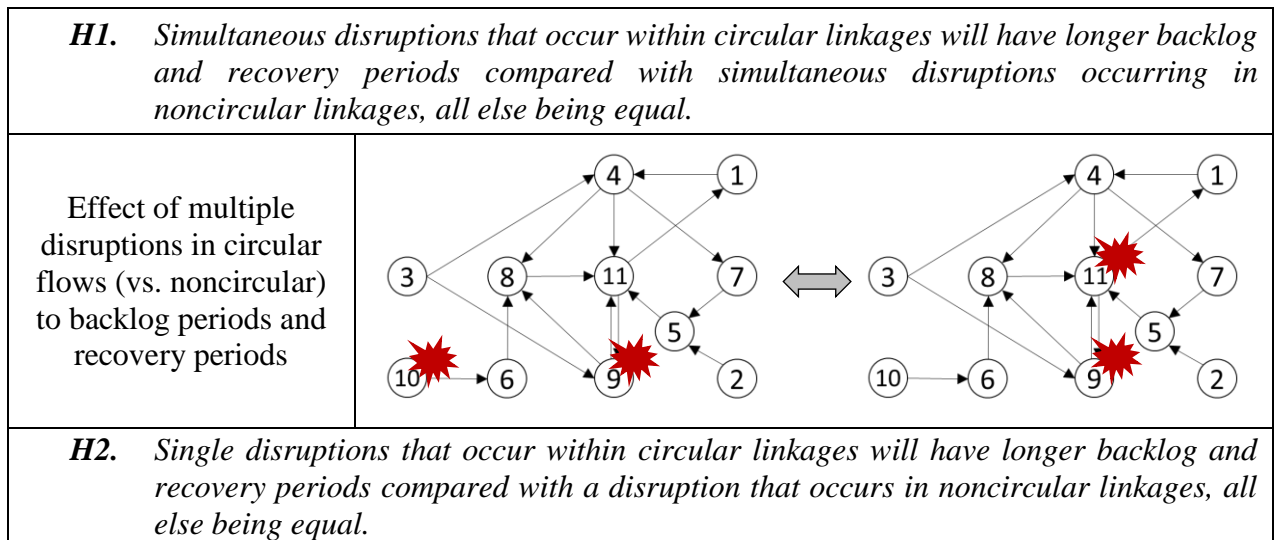 H1. Simultaneous disruptions that occur within circular linkages will have longer backlog
and recovery periods compared with simultaneous disruptions occurring in
noncircular linkages, all else being equal.
Effect of multiple
disruptions in circular
flows (vs. noncircular)
to backlog periods and
recovery periods
4 1
3 8 11 7
5
10 6 9 2
4 1
3 8 11 7
5
10 6 9 2
H2. Single disruptions that occur within circular linkages will have longer backlog and
recovery periods compared with a disruption that occurs in noncircular linkages, all
else being equal.